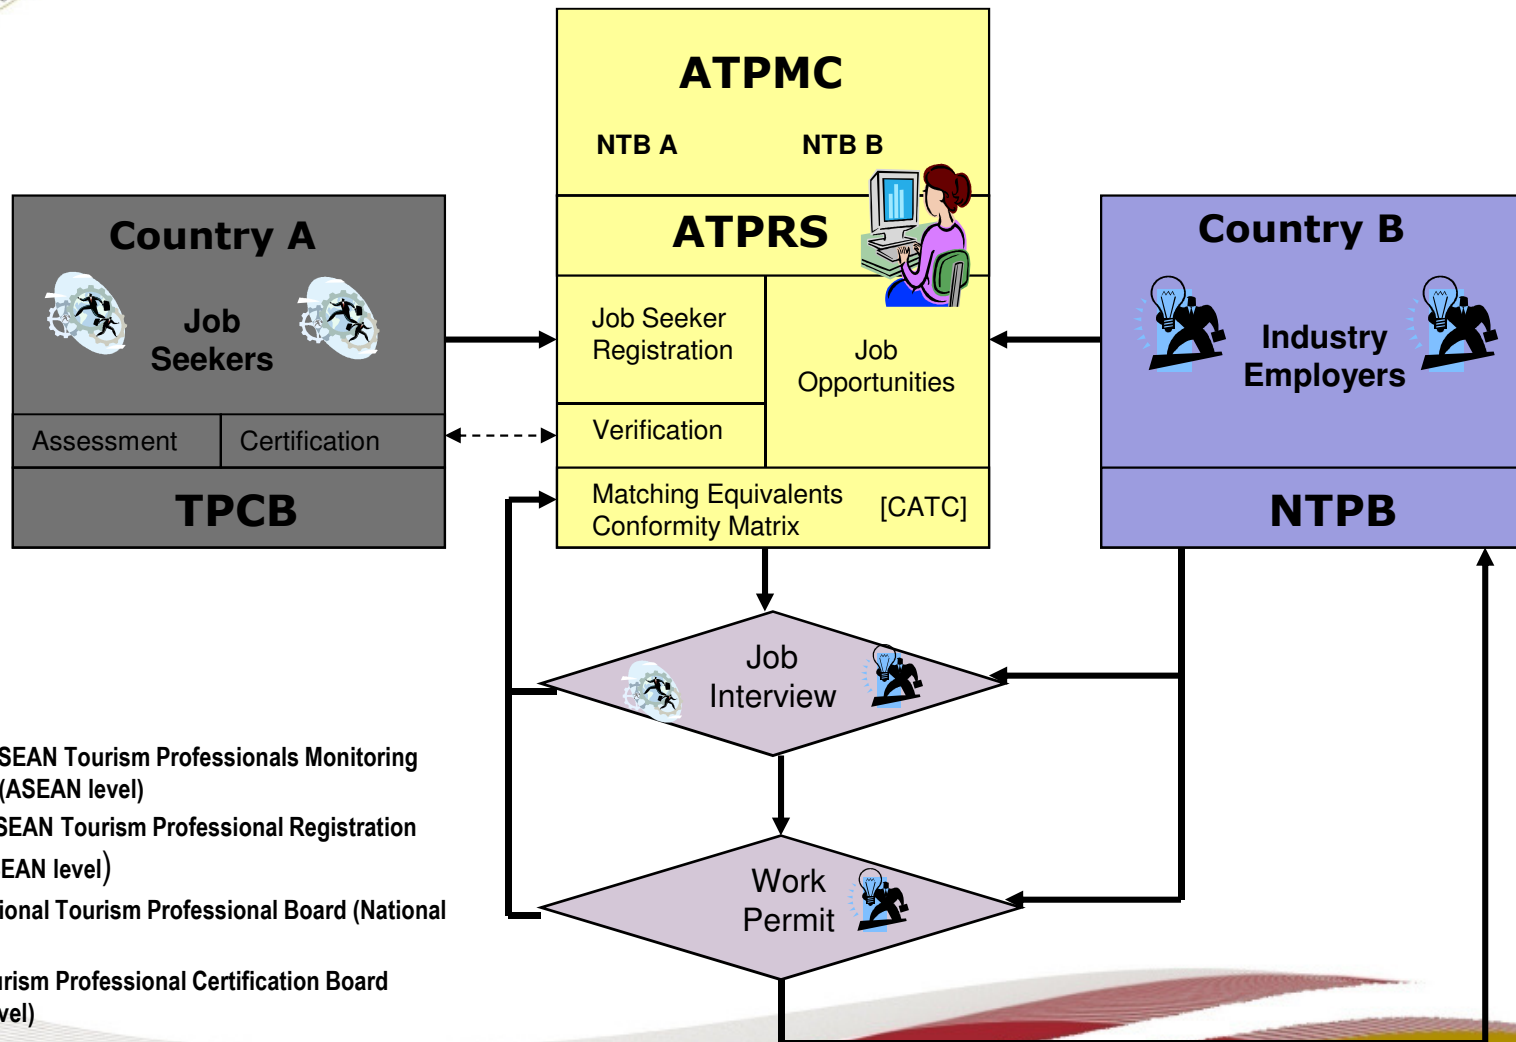 ATPMC
NTB A
NTB B
ATPRS
Country A
Job
Seekers
Assessment
Certification
TPCB
Job Seeker
Registration
Job
Opportunities
Verification
Matching Equivalents
Conformity Matrix
[CATC]
Country B
Industry
Employers
NTPB
Job
Interview
Work
Permit
SEAN Tourism Professionals Monitoring
(ASEAN level)
SEAN Tourism Professional Registration
EAN level)
ional Tourism Professional Board (National
urism Professional Certification Board
vel)